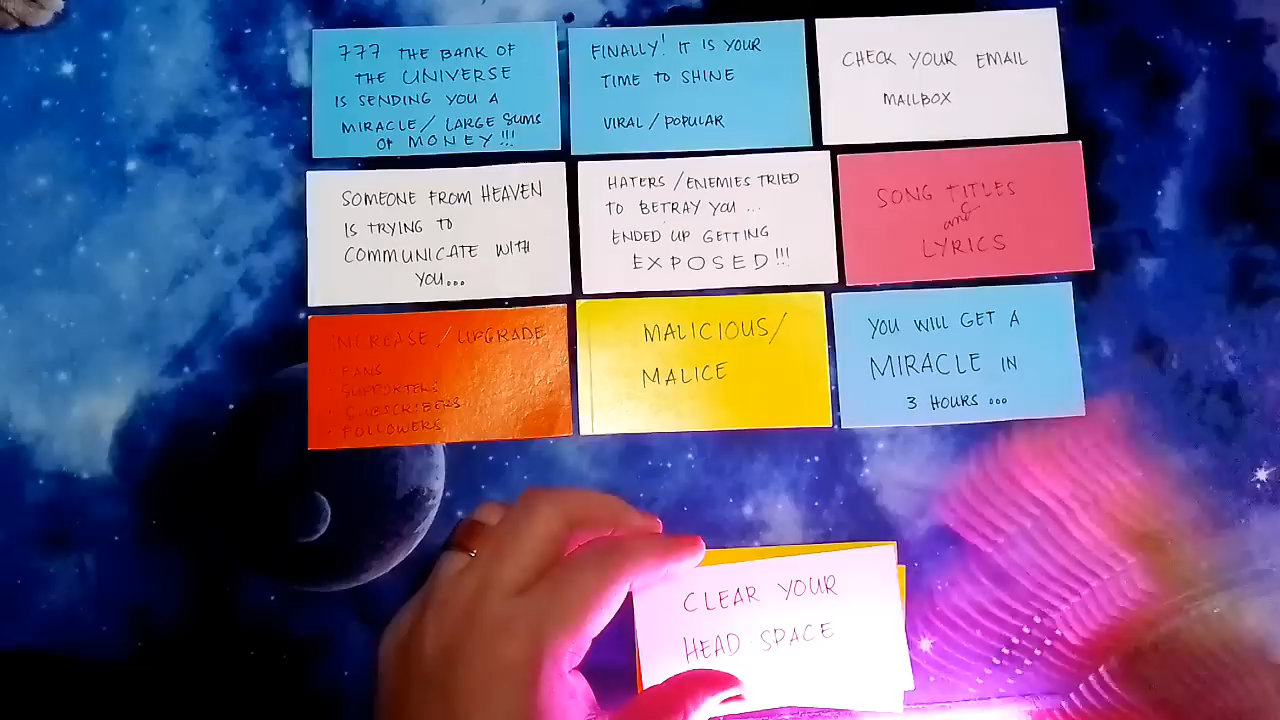 777 THE BANK OF
THE UNIVERSE
IS SENDING YOU A
MIRACLE/ LARGE SUMS
OF MONEY!!!
FINALLY! IT IS YOUR
TIME TO SHINE
VIRAL/POPULAR
CHECK YOUR EMAIL
MAILBOX
SOMEONE FROM HEAVEN
IS TRYING TO
COMMUNICATE WITH
YOU...
HATERS/ENEMIES TRIED
TO BETRAY YOU ...
ENDED UP GETTING
EXPOSED!!!
SONG TITLES
and
LYRICS
INCREASE / UPGRADE
· FANS
· SUPPORTERS
· SUBSCRIBERS
· FOLLOWERS
MALICIOUS/
MALICE
YOU WILL GET A
MIRACLE IN
3 HOURS ...
CLEAR YOUR
HEAD SPACE